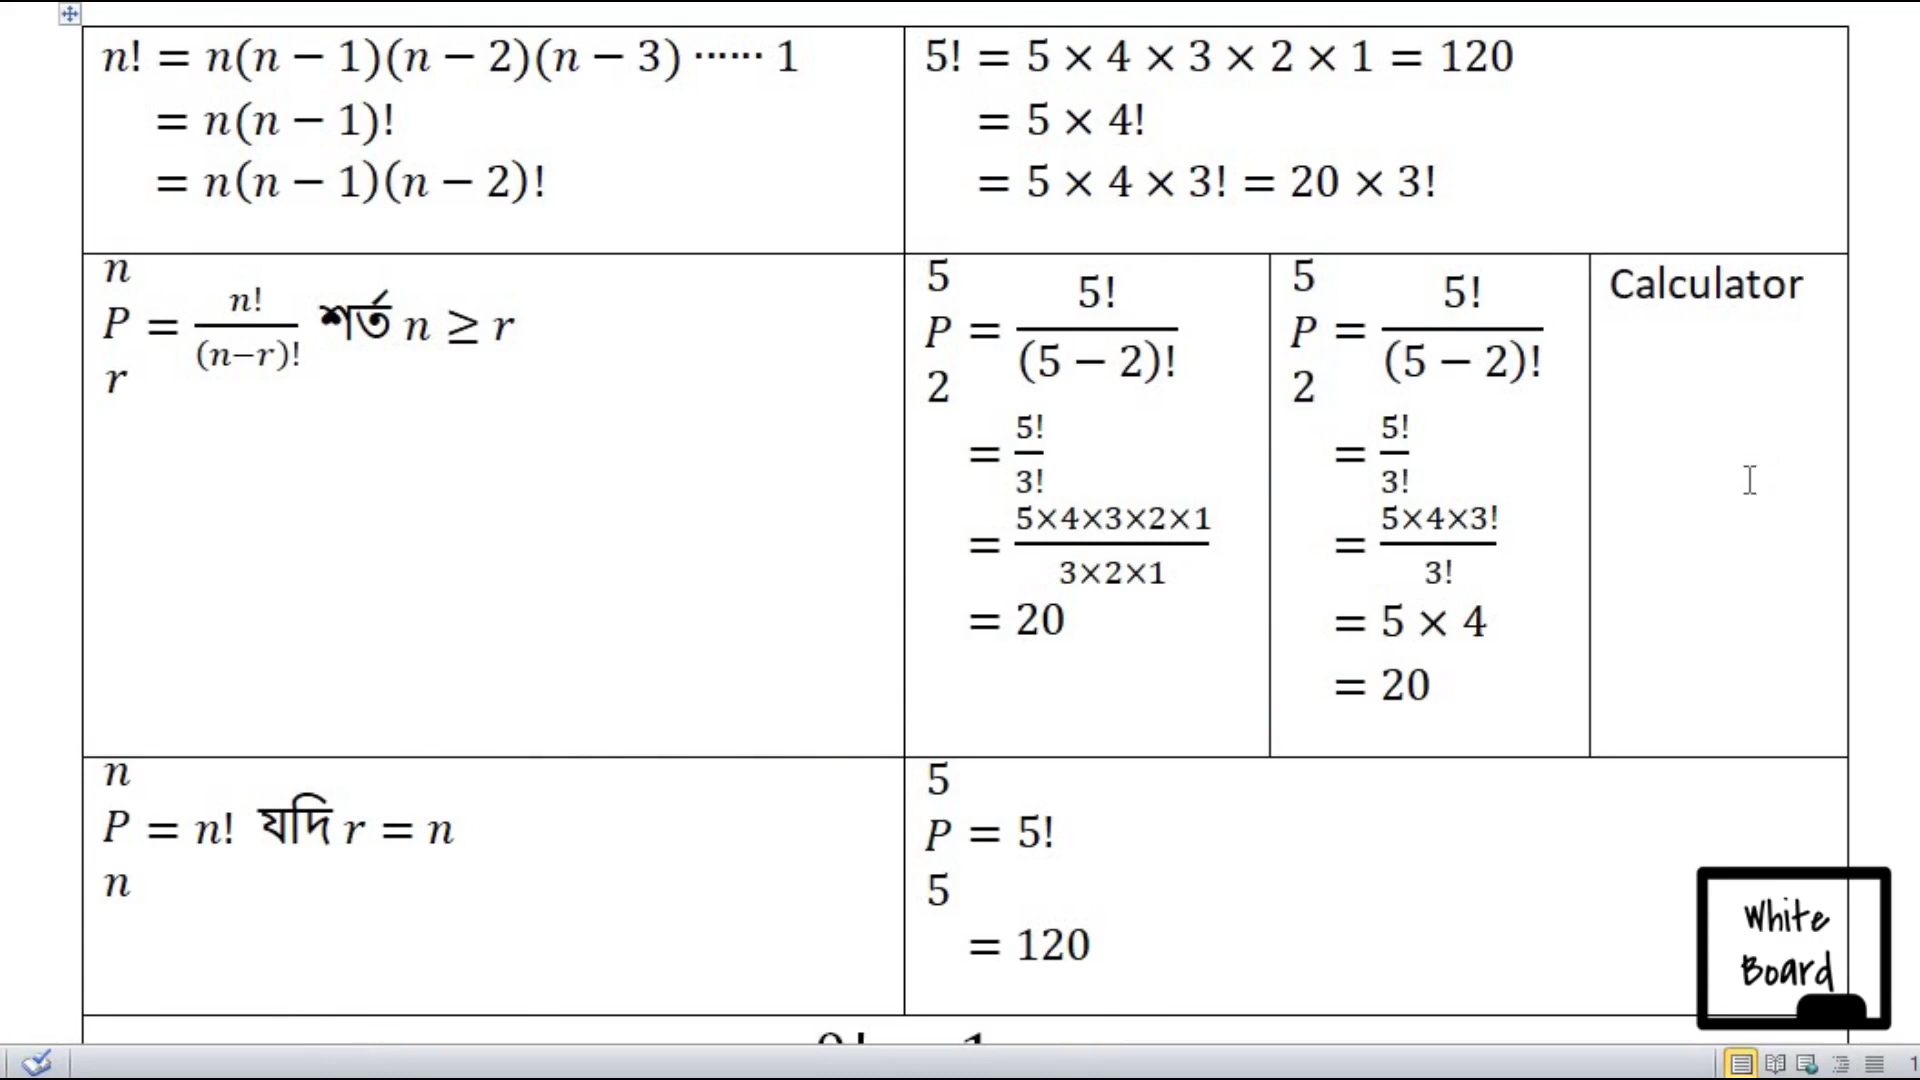 n! = n(n − 1)(n − 2)(n − 3) ⋯⋯ 1
= n(n − 1)!
= n(n − 1)(n − 2)!
5! = 5 × 4 × 3 × 2 × 1 = 120
= 5 × 4!
= 5 × 4 × 3! = 20 × 3!
n
P = n!/(n−r)! শর্ত n ≥ r
r
5
P = 5!/(5 − 2)!
2
= 5!/3!
= 5×4×3×2×1/3×2×1
= 20
5
P = 5!/(5 − 2)!
2
= 5!/3!
= 5×4×3!/3!
= 5 × 4
= 20
Calculator
n
P = n! যদি r = n
n
5
P = 5!
5
= 120
White
Board